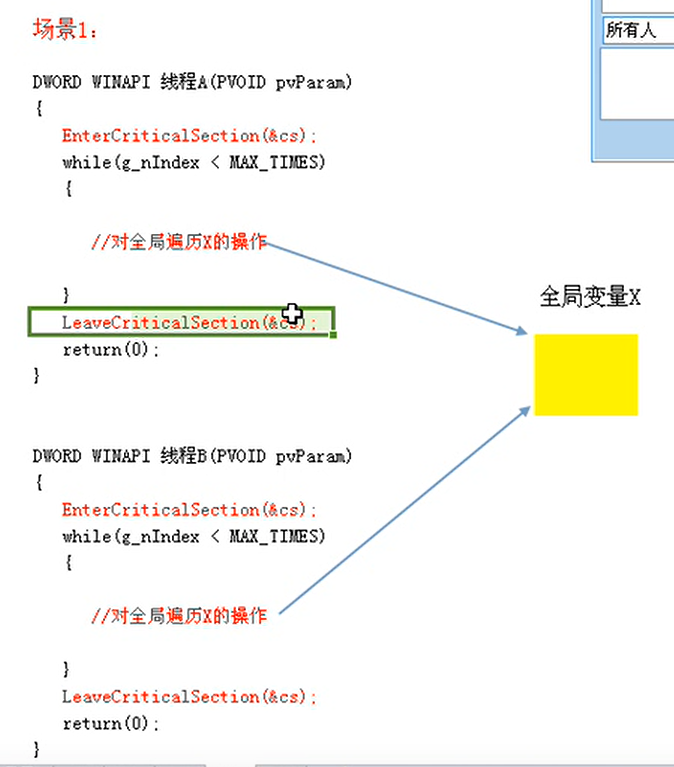 场景1:
所有人
DWORD WINAPI 线程A(PVOID pvParam)
{
EnterCriticalSection(&cs);
while(g_nIndex < MAX_TIMES)
{
//对全局遍历X的操作
}
LeaveCriticalSection(&cs);
return(0);
}
全局变量X
DWORD WINAPI 线程B(PVOID pvParam)
{
EnterCriticalSection(&cs);
while(g_nIndex < MAX_TIMES)
{
//对全局遍历X的操作
}
LeaveCriticalSection(&cs);
return(0);
}